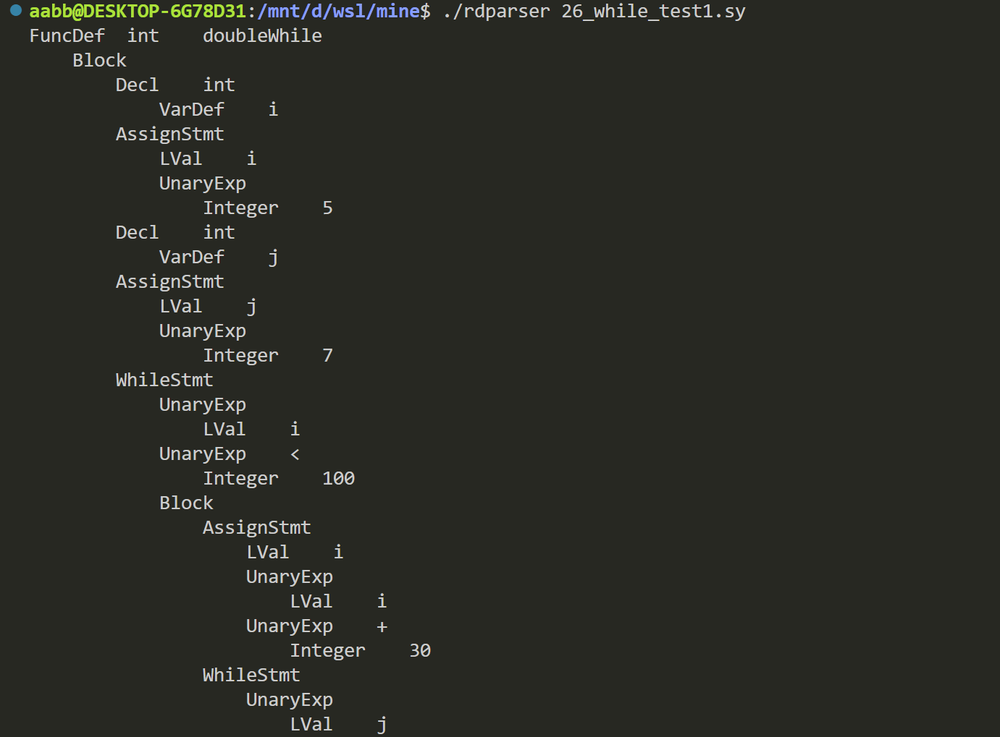 aabb@DESKTOP-6G78D31:/mnt/d/wsl/mine$ ./rdparser 26_while_test1.sy
FuncDef  int    doubleWhile
    Block
        Decl    int
            VarDef    i
        AssignStmt
            LVal    i
            UnaryExp
                Integer    5
        Decl    int
            VarDef    j
        AssignStmt
            LVal    j
            UnaryExp
                Integer    7
        WhileStmt
            UnaryExp
                LVal    i
            UnaryExp    <
                Integer    100
            Block
                AssignStmt
                    LVal    i
                    UnaryExp
                        LVal    i
                    UnaryExp    +
                        Integer    30
                WhileStmt
                    UnaryExp
                        LVal    j